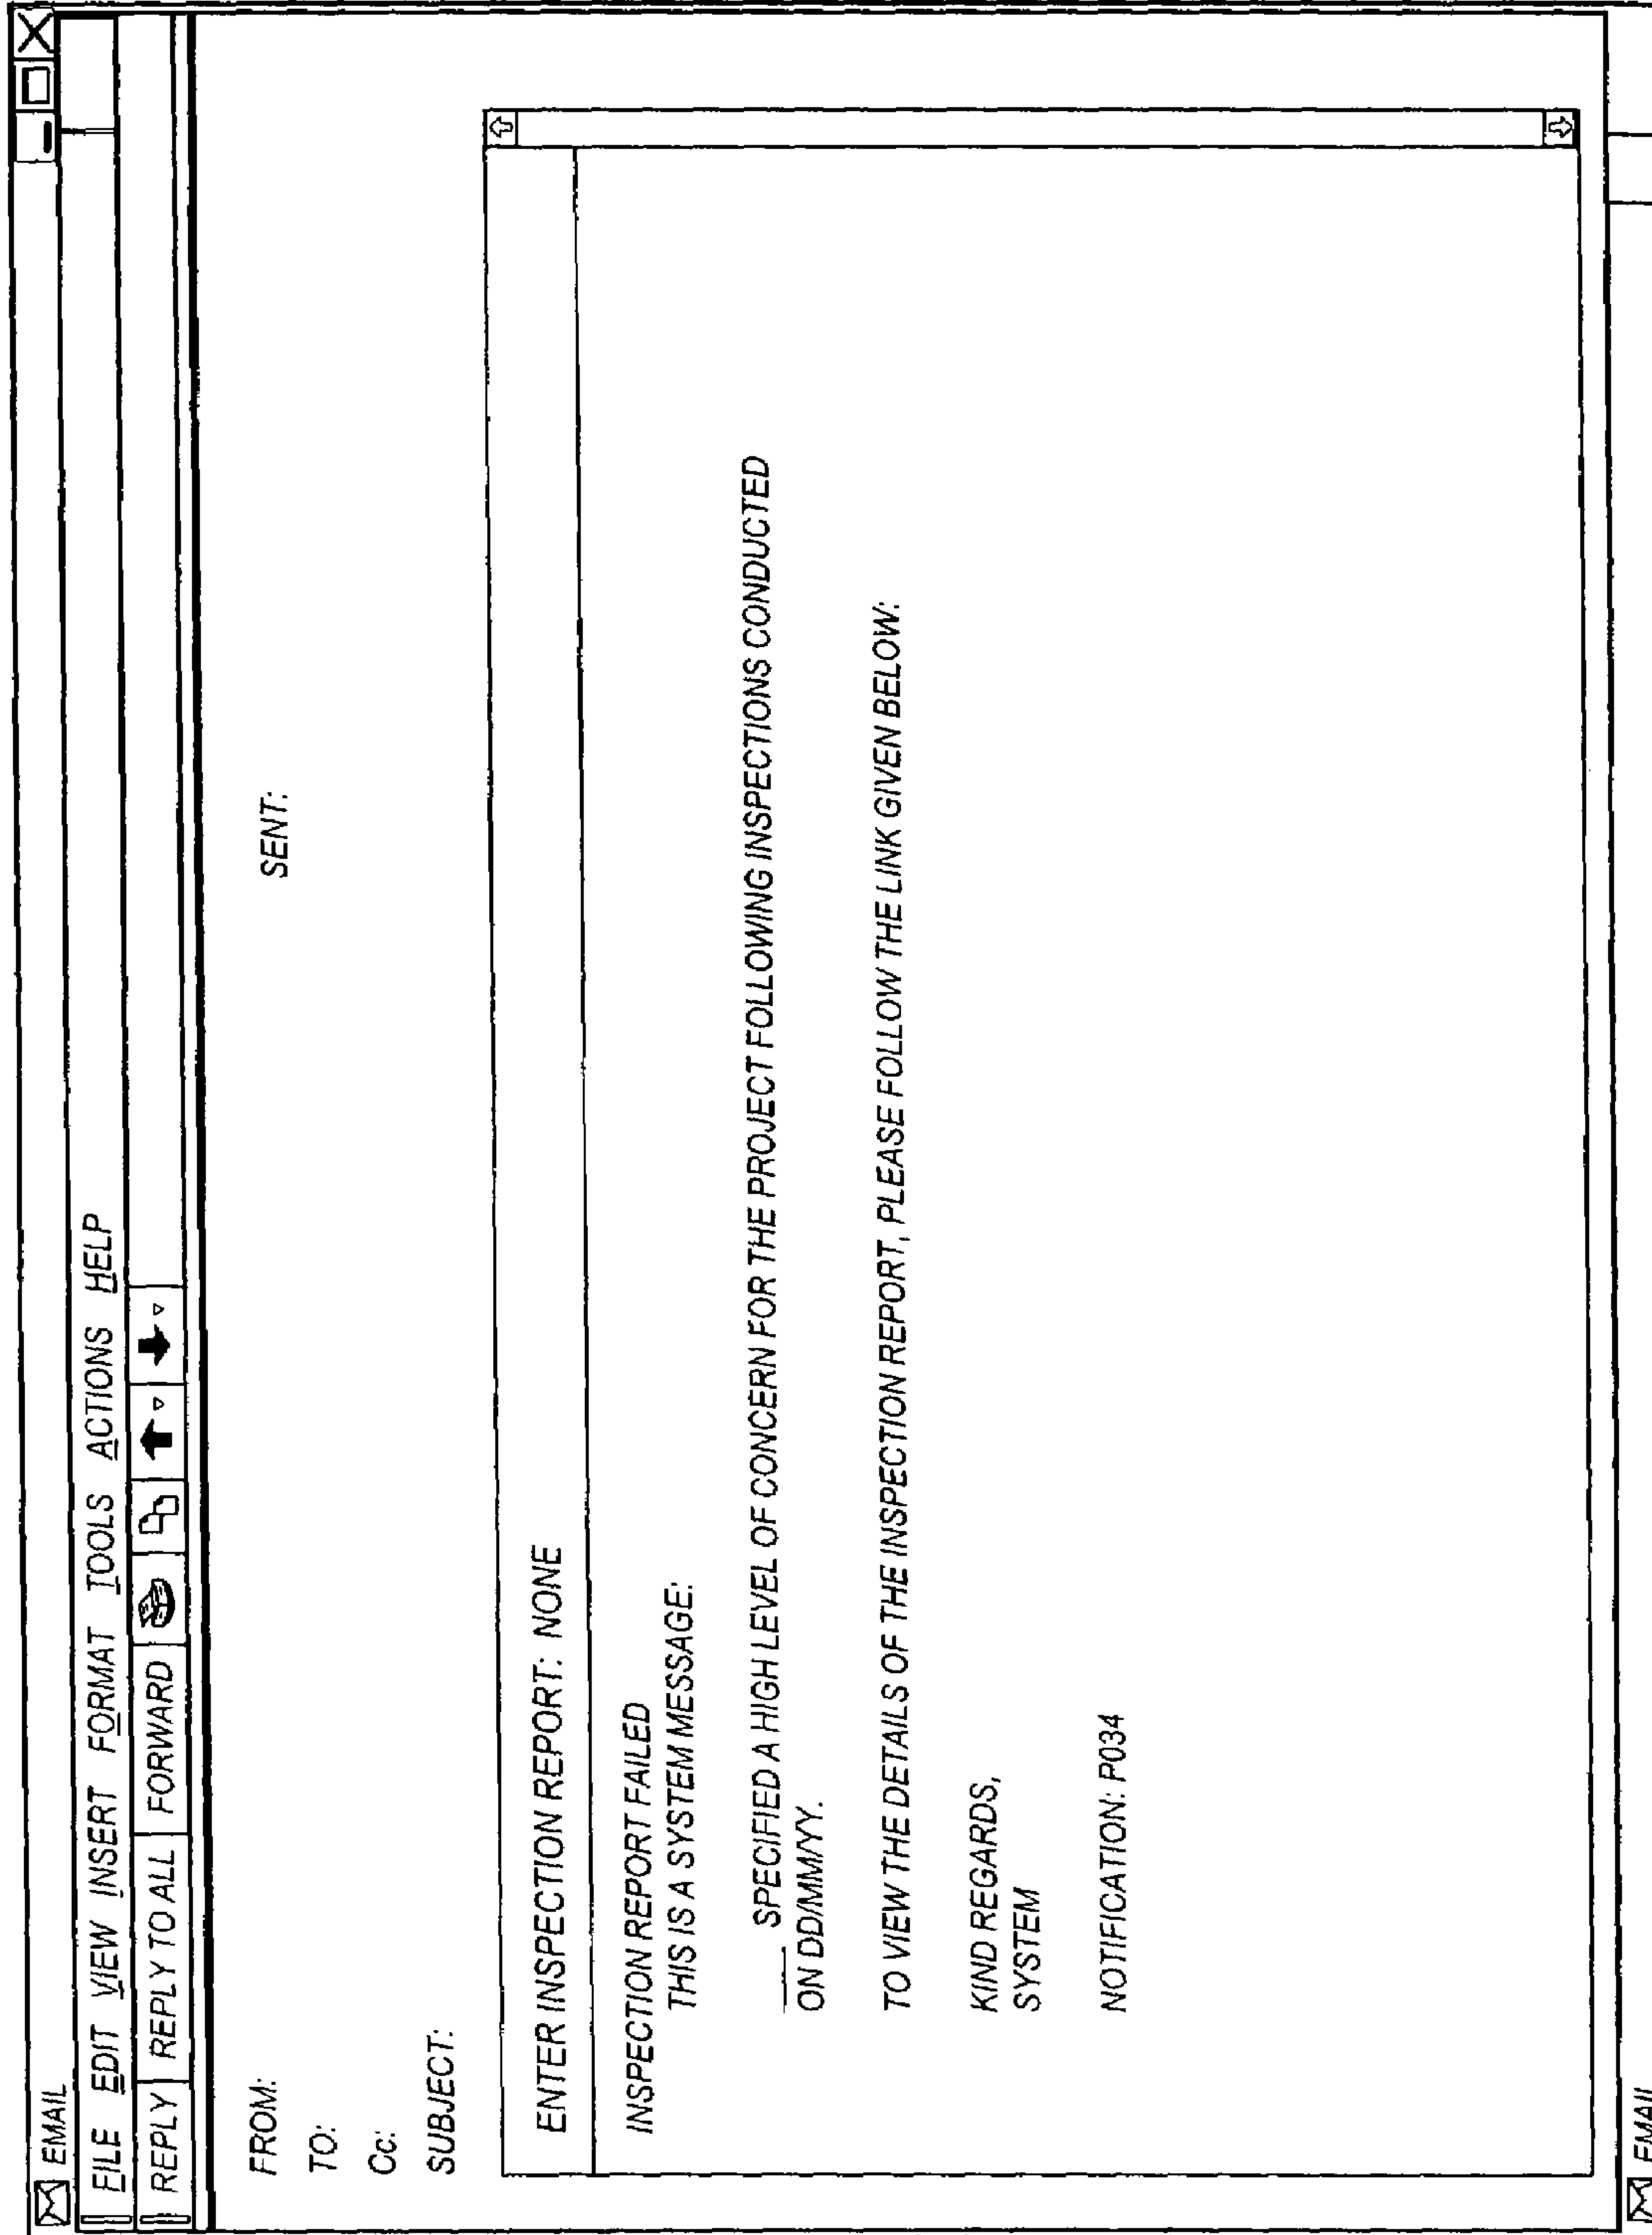 EMAIL
FILE EDIT VIEW INSERT FORMAT TOOLS ACTIONS HELP
REPLY REPLY TO ALL FORWARD
FROM: SENT:
TO:
Cc:
SUBJECT:
ENTER INSPECTION REPORT: NONE
INSPECTION REPORT FAILED
THIS IS A SYSTEM MESSAGE:
___ SPECIFIED A HIGH LEVEL OF CONCERN FOR THE PROJECT FOLLOWING INSPECTIONS CONDUCTED
ON DD/MM/YY.
TO VIEW THE DETAILS OF THE INSPECTION REPORT, PLEASE FOLLOW THE LINK GIVEN BELOW:
KIND REGARDS,
SYSTEM
NOTIFICATION: P034
EMAIL